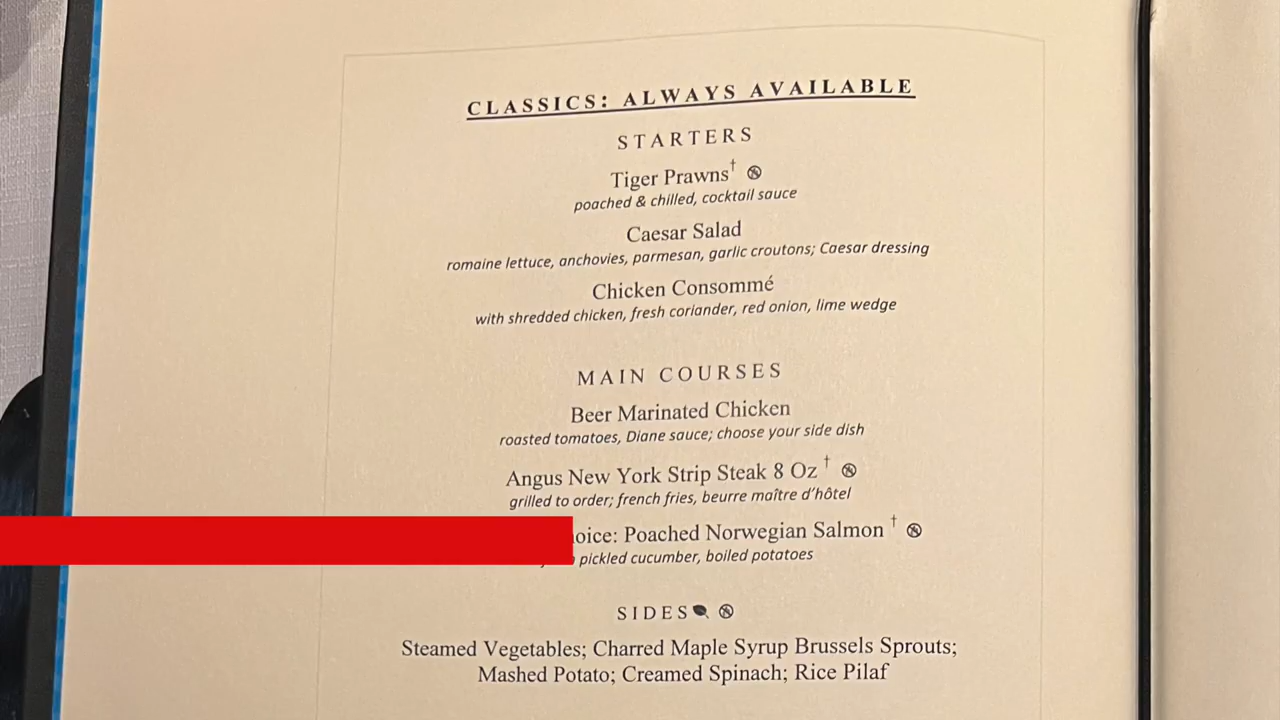 CLASSICS: ALWAYS AVAILABLE
STARTERS
Tiger Prawns†
poached & chilled, cocktail sauce
Caesar Salad
romaine lettuce, anchovies, parmesan, garlic croutons; Caesar dressing
Chicken Consommé
with shredded chicken, fresh coriander, red onion, lime wedge
MAIN COURSES
Beer Marinated Chicken
roasted tomatoes, Diane sauce; choose your side dish
Angus New York Strip Steak 8 Oz †
grilled to order; french fries, beurre maître d’hôtel
Poached Norwegian Salmon †
pickled cucumber, boiled potatoes
SIDES
Steamed Vegetables; Charred Maple Syrup Brussels Sprouts;
Mashed Potato; Creamed Spinach; Rice Pilaf